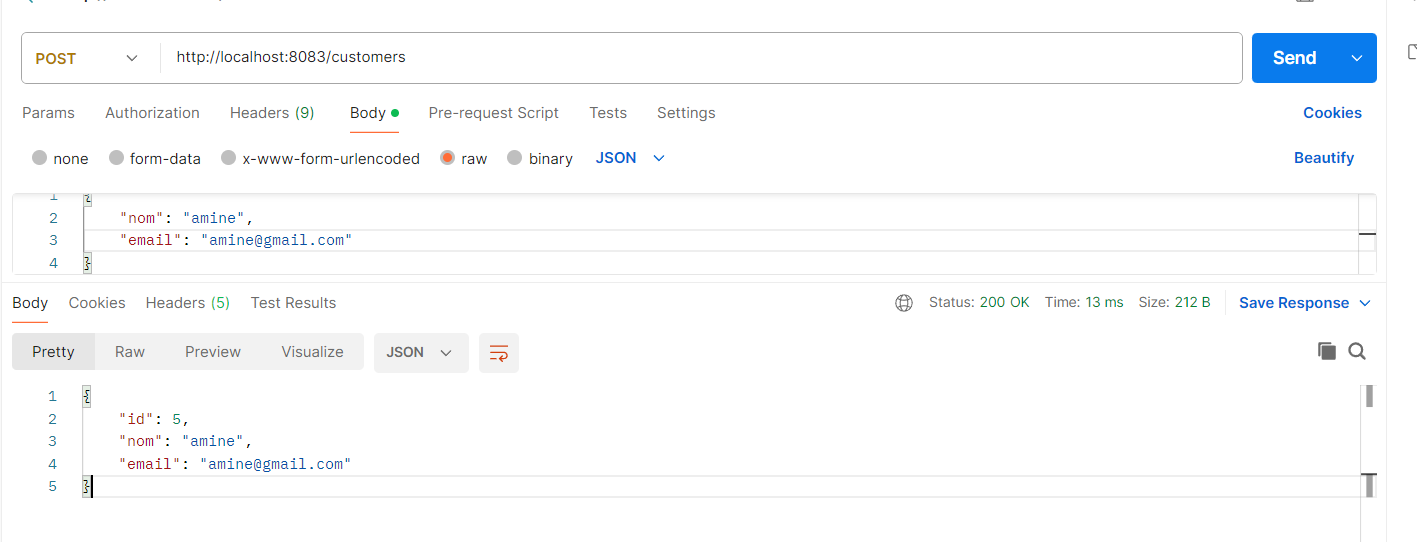 POST http://localhost:8083/customers Send
Params Authorization Headers (9) Body Pre-request Script Tests Settings Cookies
none form-data x-www-form-urlencoded raw binary JSON Beautify
1 {
2 "nom": "amine",
3 "email": "amine@gmail.com"
4 }
Body Cookies Headers (5) Test Results Status: 200 OK Time: 13 ms Size: 212 B Save Response
Pretty Raw Preview Visualize JSON
1 {
2 "id": 5,
3 "nom": "amine",
4 "email": "amine@gmail.com"
5 }